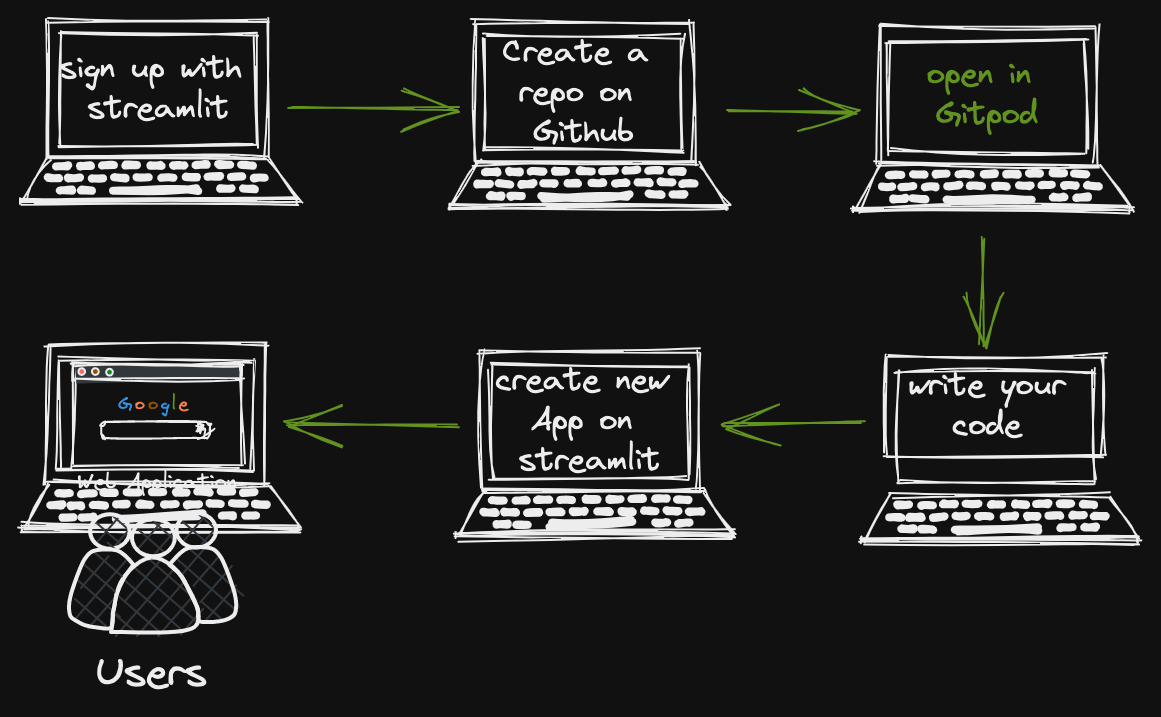 sign up with
streamlit
Create a
repo on
Github
open in
Gitpod
write your
code
create new
App on
streamlit
Google
Web Application
Users